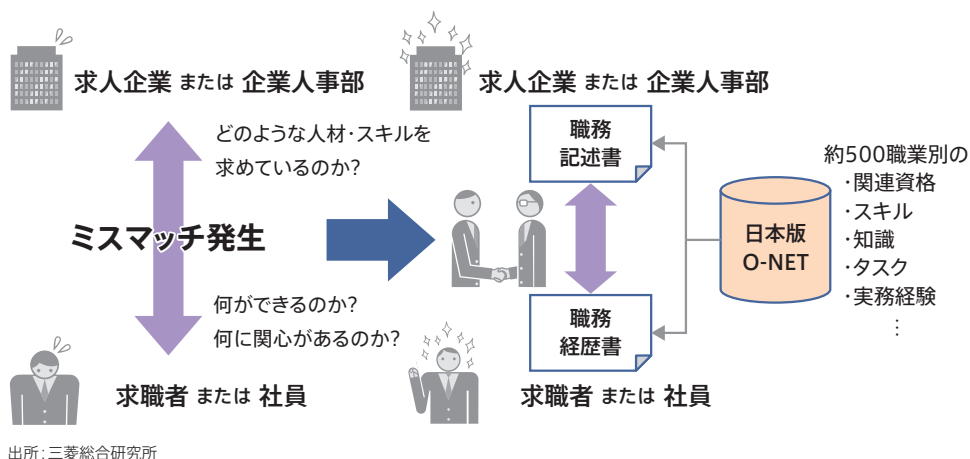 求人企業 または 企業人事部
どのような人材・スキルを
求めているのか?
ミスマッチ発生
何ができるのか?
何に関心があるのか?
求職者 または 社員
求人企業 または 企業人事部
職務
記述書
職務
経歴書
求職者 または 社員
日本版
O-NET
約500職業別の
・関連資格
・スキル
・知識
・タスク
・実務経験
⋮
出所:三菱総合研究所